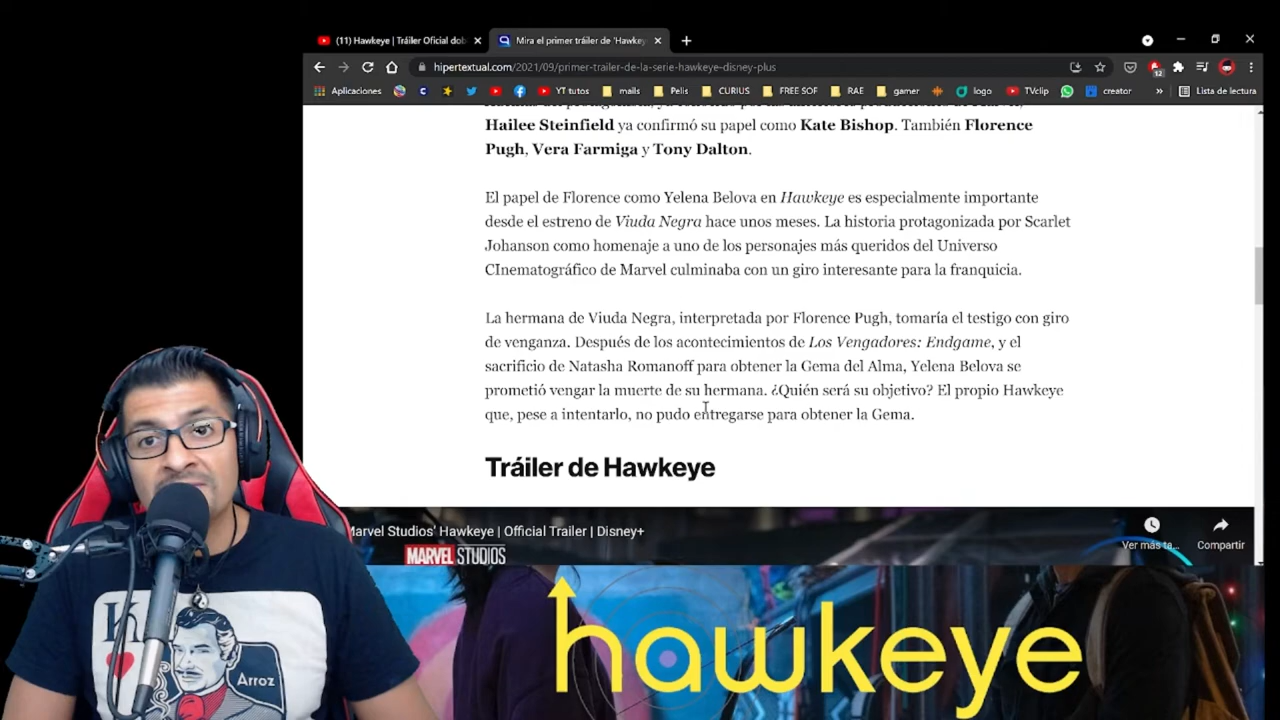 (11) Hawkeye | Tráiler Oficial dob
Mira el primer tráiler de 'Hawkey
hipertextual.com/2021/09/primer-trailer-de-la-serie-hawkeye-disney-plus
12
Aplicaciones
YT tutos
mails
Pelis
CURIUS
FREE SOF
RAE
gamer
logo
TVclip
creator
Lista de lectura
Hailee Steinfield ya confirmó su papel como Kate Bishop. También Florence
Pugh, Vera Farmiga y Tony Dalton.
El papel de Florence como Yelena Belova en Hawkeye es especialmente importante
desde el estreno de Viuda Negra hace unos meses. La historia protagonizada por Scarlet
Johanson como homenaje a uno de los personajes más queridos del Universo
CInematográfico de Marvel culminaba con un giro interesante para la franquicia.
La hermana de Viuda Negra, interpretada por Florence Pugh, tomaría el testigo con giro
de venganza. Después de los acontecimientos de Los Vengadores: Endgame, y el
sacrificio de Natasha Romanoff para obtener la Gema del Alma, Yelena Belova se
prometió vengar la muerte de su hermana. ¿Quién será su objetivo? El propio Hawkeye
que, pese a intentarlo, no pudo entregarse para obtener la Gema.
Tráiler de Hawkeye
Marvel Studios' Hawkeye | Official Trailer | Disney+
Ver más ta...
Compartir
MARVEL STUDIOS
hawkeye
K
Arroz